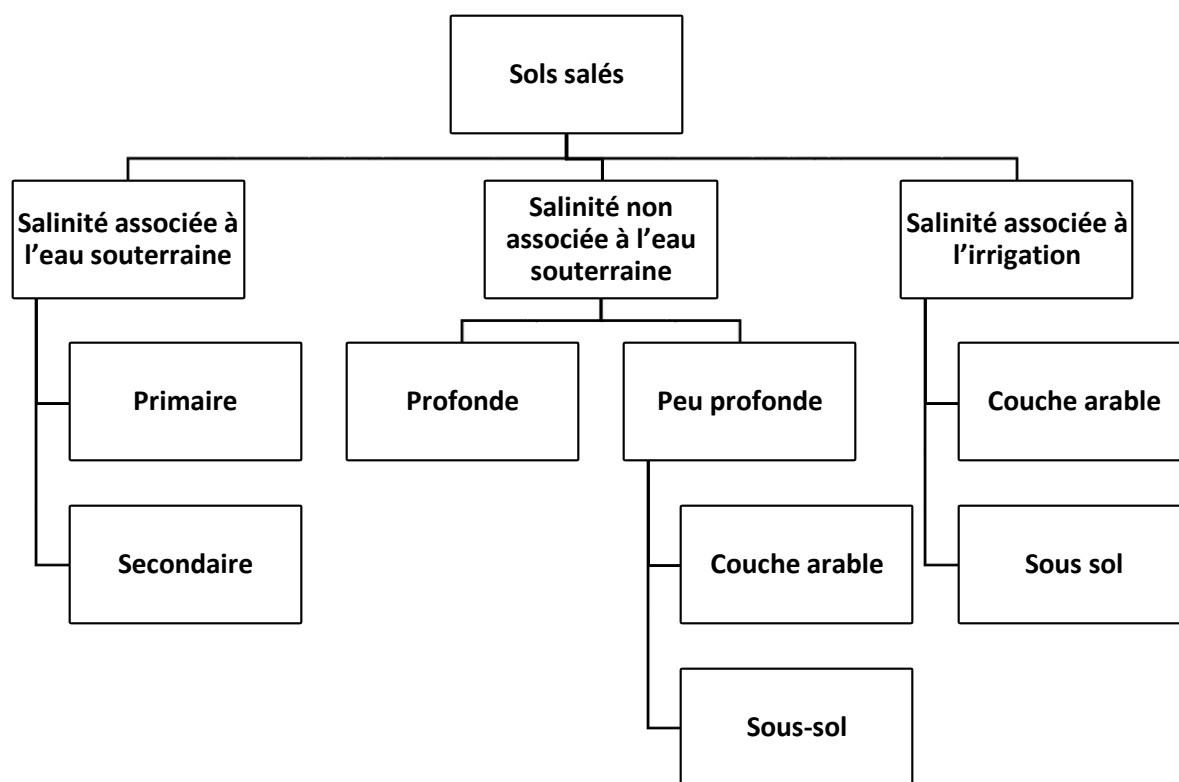 Sols salés
Salinité associée à
l’eau souterraine
Salinité non
associée à l’eau
souterraine
Salinité associée à
l’irrigation
Primaire
Profonde
Peu profonde
Couche arable
Secondaire
Couche arable
Sous sol
Sous-sol